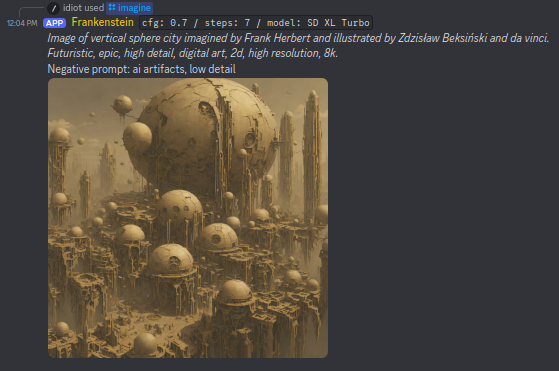 idiot used imagine
12:04 PM APP Frankenstein cfg: 0.7 / steps: 7 / model: SD XL Turbo
Image of vertical sphere city imagined by Frank Herbert and illustrated by Zdzisław Beksiński and da vinci.
Futuristic, epic, high detail, digital art, 2d, high resolution, 8k.
Negative prompt: ai artifacts, low detail